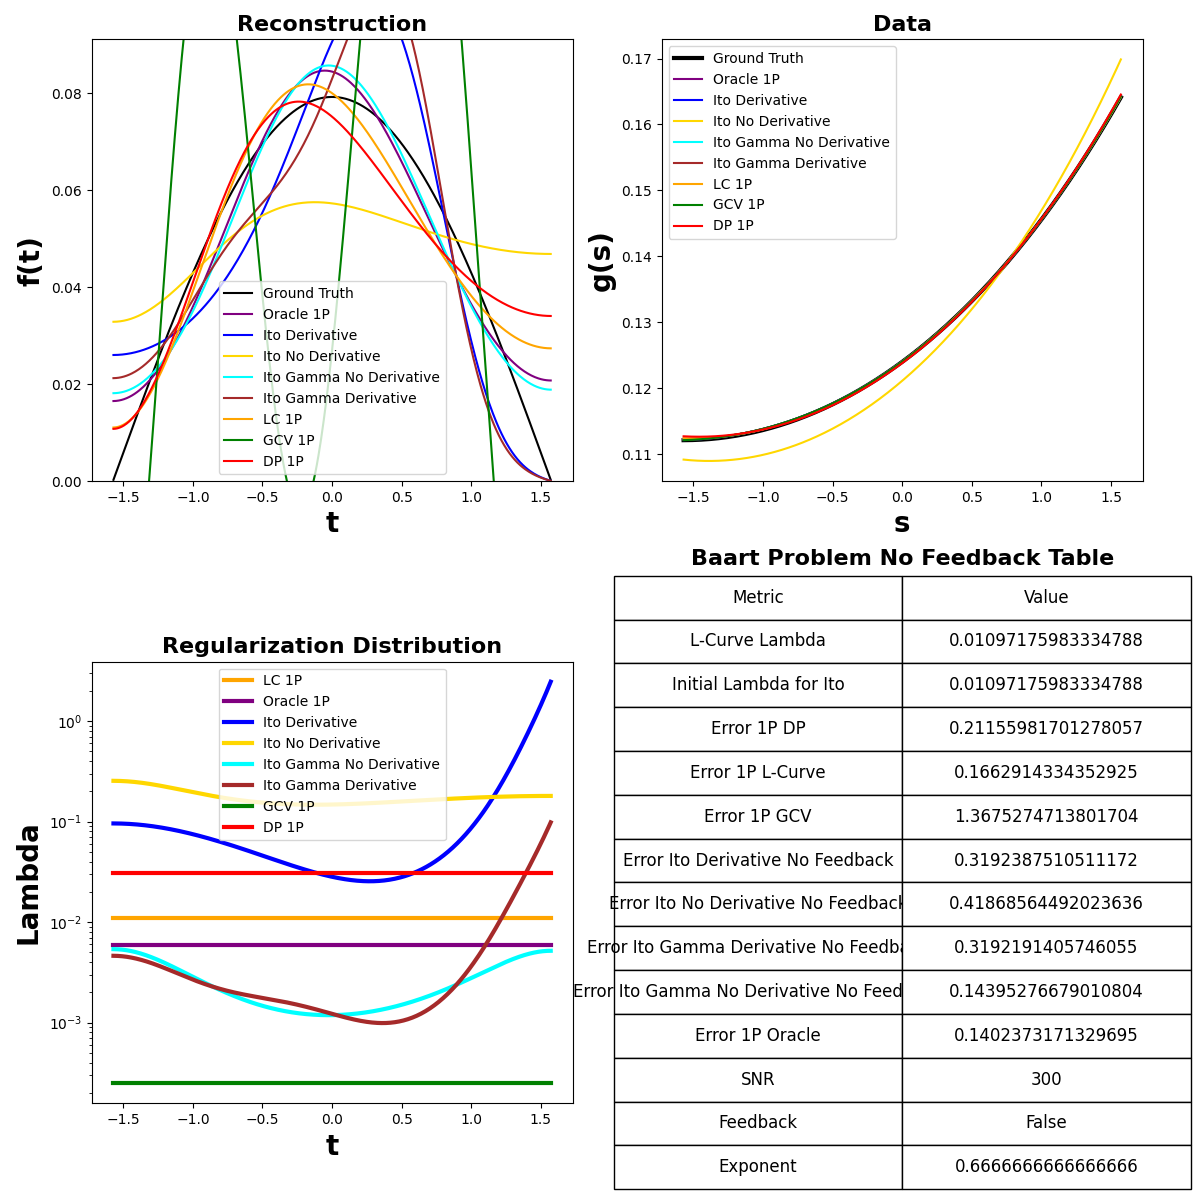 Reconstruction
f(t)
0.08
0.06
0.04
0.02
0.00
Ground Truth
Oracle 1P
Ito Derivative
Ito No Derivative
Ito Gamma No Derivative
Ito Gamma Derivative
LC 1P
GCV 1P
DP 1P
−1.5 −1.0 −0.5 0.0 0.5 1.0 1.5
t
Data
g(s)
0.17
0.16
0.15
0.14
0.13
0.12
0.11
Ground Truth
Oracle 1P
Ito Derivative
Ito No Derivative
Ito Gamma No Derivative
Ito Gamma Derivative
LC 1P
GCV 1P
DP 1P
−1.5 −1.0 −0.5 0.0 0.5 1.0 1.5
s
Regularization Distribution
Lambda
10⁰
10⁻¹
10⁻²
10⁻³
LC 1P
Oracle 1P
Ito Derivative
Ito No Derivative
Ito Gamma No Derivative
Ito Gamma Derivative
GCV 1P
DP 1P
−1.5 −1.0 −0.5 0.0 0.5 1.0 1.5
t
Baart Problem No Feedback Table
Metric Value
L-Curve Lambda 0.01097175983334788
Initial Lambda for Ito 0.01097175983334788
Error 1P DP 0.21155981701278057
Error 1P L-Curve 0.1662914334352925
Error 1P GCV 1.3675274713801704
Error Ito Derivative No Feedback 0.3192387510511172
Error Ito No Derivative No Feedback 0.41868564492023636
Error Ito Gamma Derivative No Feedba 0.3192191405746055
Error Ito Gamma No Derivative No Feed 0.14395276679010804
Error 1P Oracle 0.1402373171329695
SNR 300
Feedback False
Exponent 0.6666666666666666